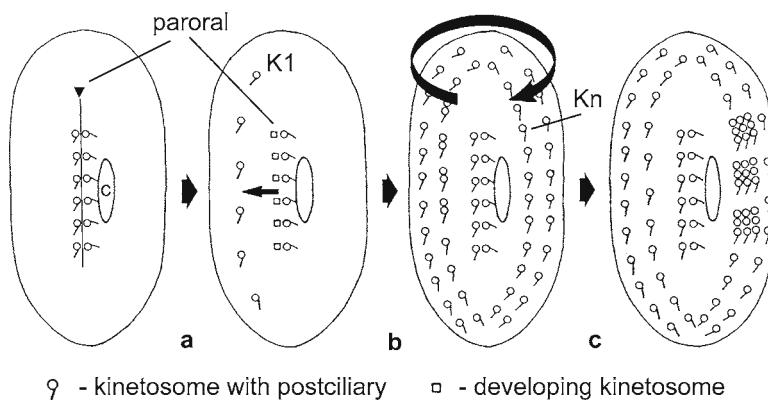 paroral
K1
Kn
c
a
b
c
- kinetosome with postciliary
- developing kinetosome